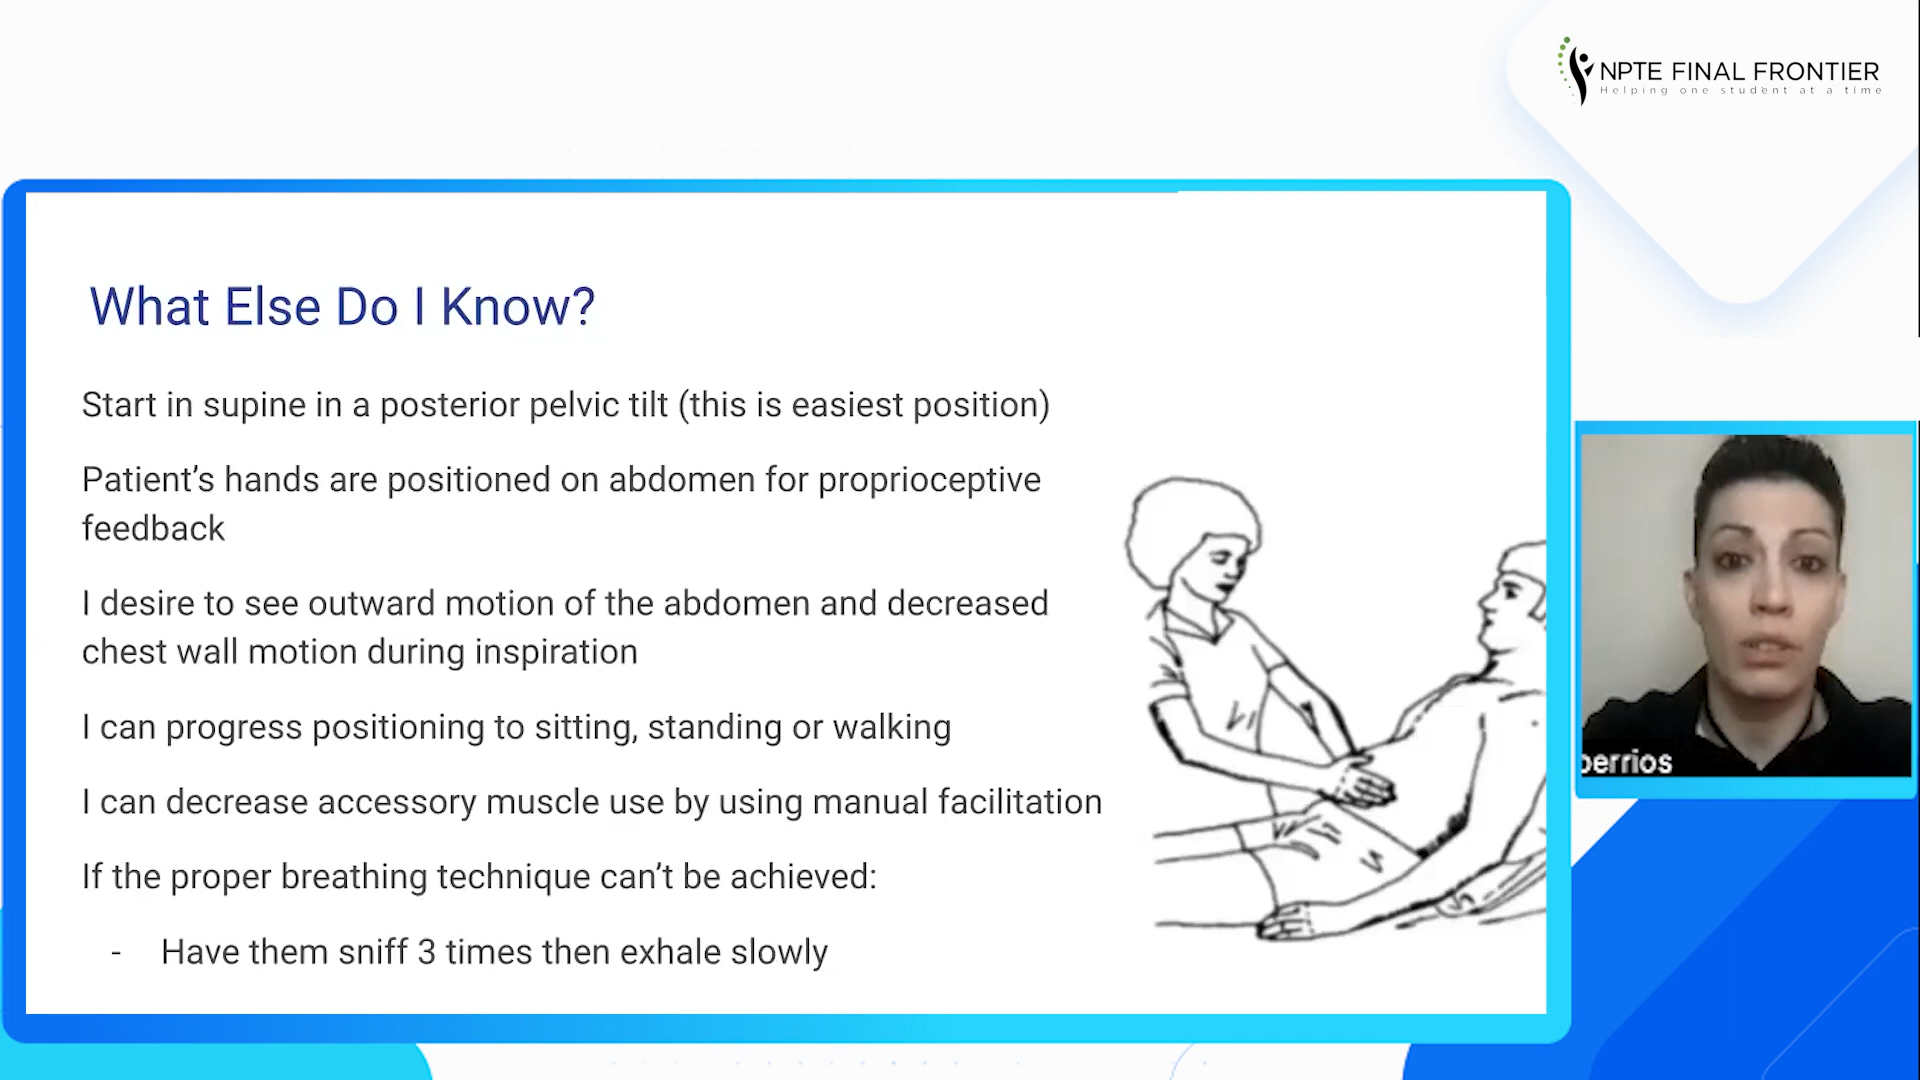 NPTE FINAL FRONTIER
Helping one student at a time
What Else Do I Know?
Start in supine in a posterior pelvic tilt (this is easiest position)
Patient’s hands are positioned on abdomen for proprioceptive
feedback
I desire to see outward motion of the abdomen and decreased
chest wall motion during inspiration
I can progress positioning to sitting, standing or walking
I can decrease accessory muscle use by using manual facilitation
If the proper breathing technique can’t be achieved:
- Have them sniff 3 times then exhale slowly
berrios